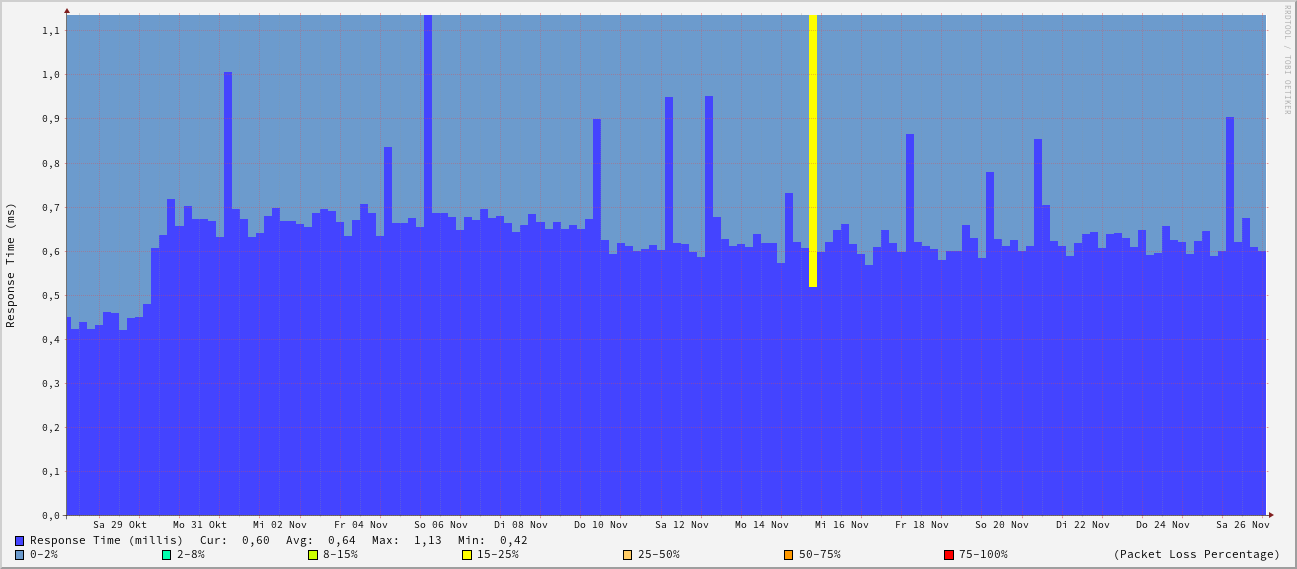 RRDTOOL / TOBI OETIKER
Response Time (ms)
1,1
1,0
0,9
0,8
0,7
0,6
0,5
0,4
0,3
0,2
0,1
0,0
Sa 29 Okt Mo 31 Okt Mi 02 Nov Fr 04 Nov So 06 Nov Di 08 Nov Do 10 Nov Sa 12 Nov Mo 14 Nov Mi 16 Nov Fr 18 Nov So 20 Nov Di 22 Nov Do 24 Nov Sa 26 Nov
Response Time (millis) Cur: 0,60 Avg: 0,64 Max: 1,13 Min: 0,42
0-2% 2-8% 8-15% 15-25% 25-50% 50-75% 75-100% (Packet Loss Percentage)